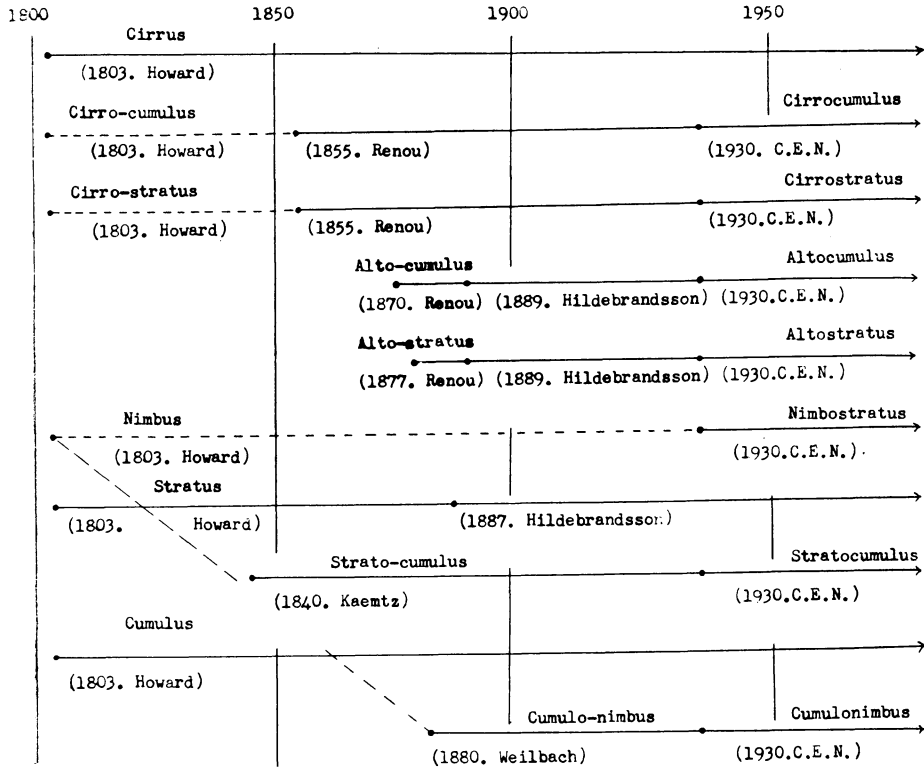 1800 1850 1900 1950
Cirrus
(1803. Howard)
Cirro-cumulus Cirrocumulus
(1803. Howard) (1855. Renou) (1930. C.E.N.)
Cirro-stratus Cirrostratus
(1803. Howard) (1855. Renou) (1930.C.E.N.)
Alto-cumulus Altocumulus
(1870. Renou) (1889. Hildebrandsson) (1930.C.E.N.)
Alto-stratus Altostratus
(1877. Renou) (1889. Hildebrandsson) (1930.C.E.N.)
Nimbus Nimbostratus
(1803. Howard) (1930.C.E.N.)
Stratus
(1803. Howard) (1887. Hildebrandsson)
Strato-cumulus Stratocumulus
(1840. Kaemtz) (1930.C.E.N.)
Cumulus
(1803. Howard)
Cumulo-nimbus Cumulonimbus
(1880. Weilbach) (1930.C.E.N.)